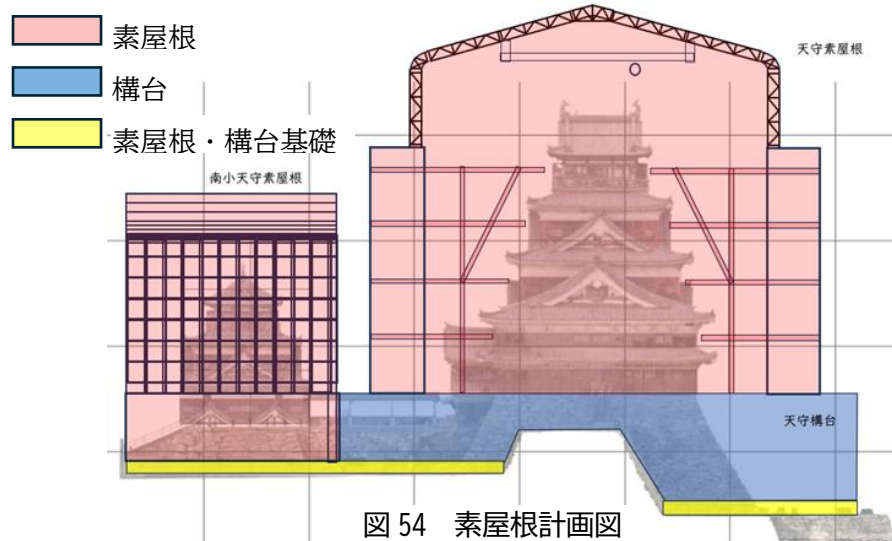 素屋根
構台
素屋根・構台基礎
天守素屋根
南小天守素屋根
天守構台
図 54 素屋根計画図